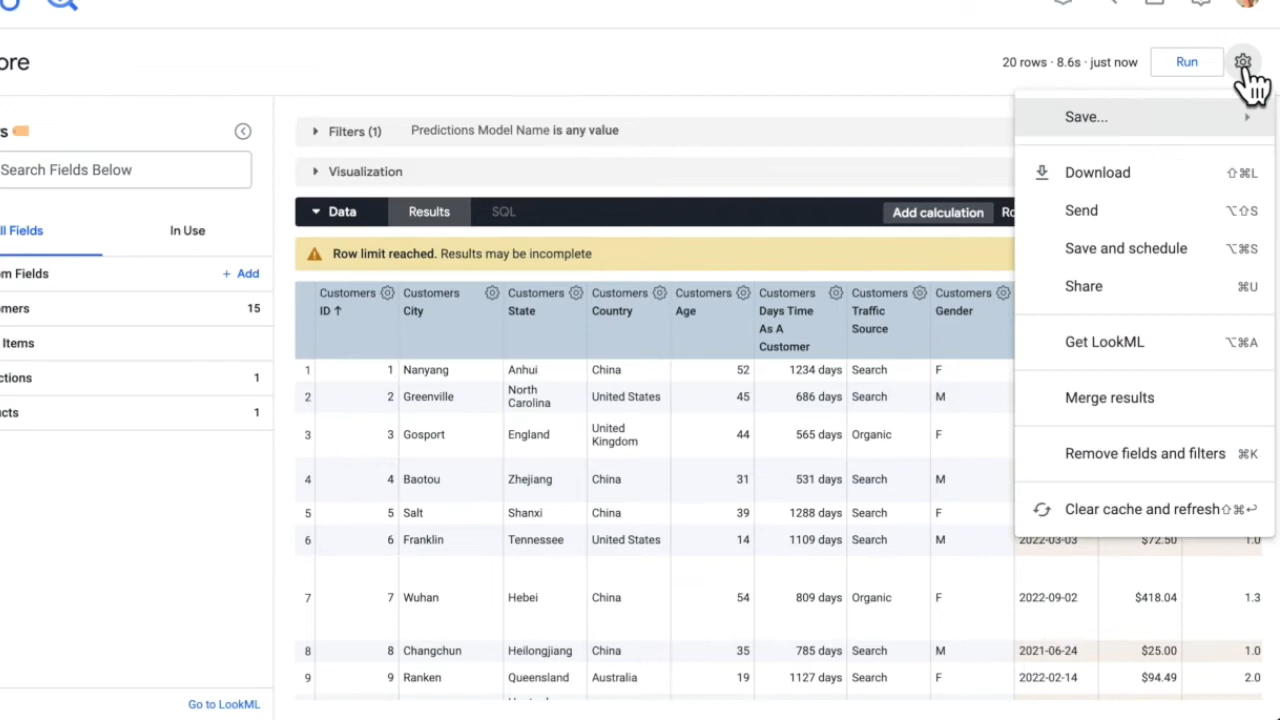 ore
20 rows · 8.6s · just now
Run
s
Search Fields Below
ll Fields
In Use
om Fields
+ Add
mers
15
Items
ctions
1
ucts
1
Go to LookML
Filters (1)
Predictions Model Name is any value
Visualization
Data
Results
SQL
Add calculation
Ro
Row limit reached. Results may be incomplete
Customers ID ↑
Customers City
Customers State
Customers Country
Customers Age
Customers Days Time As A Customer
Customers Traffic Source
Customers Gender
1 1 Nanyang Anhui China 52 1234 days Search F
2 2 Greenville North Carolina United States 45 686 days Search M
3 3 Gosport England United Kingdom 44 565 days Organic F
4 4 Baotou Zhejiang China 31 531 days Search M
5 5 Salt Shanxi China 39 1288 days Search F
6 6 Franklin Tennessee United States 14 1109 days Search M 2022-03-03 $72.50 1.0
7 7 Wuhan Hebei China 54 809 days Organic F 2022-09-02 $418.04 1.3
8 8 Changchun Heilongjiang China 35 785 days Search M 2021-06-24 $25.00 1.0
9 9 Ranken Queensland Australia 19 1127 days Search F 2022-02-14 $94.49 2.0
Save...
Download ⇧⌘L
Send ⌥⇧S
Save and schedule ⌥⌘S
Share ⌘U
Get LookML ⌥⌘A
Merge results
Remove fields and filters ⌘K
Clear cache and refresh ⇧⌘↩